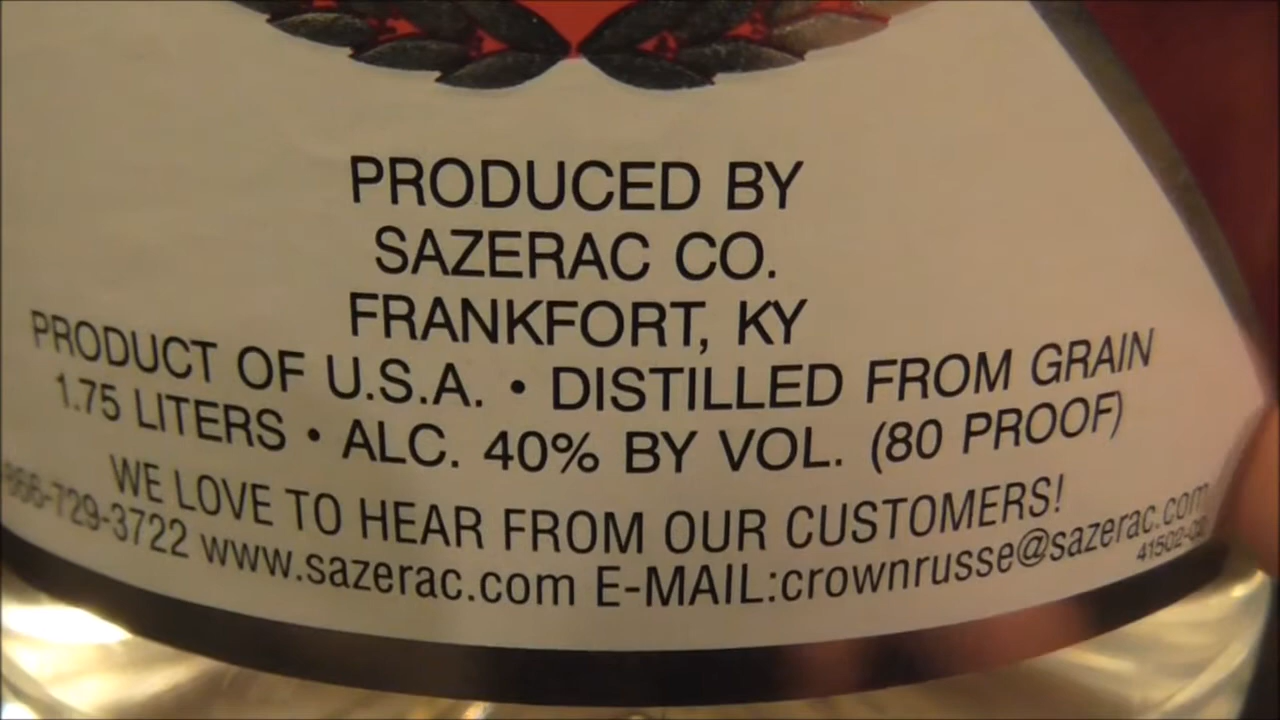 PRODUCED BY
SAZERAC CO.
FRANKFORT, KY
PRODUCT OF U.S.A. • DISTILLED FROM GRAIN
1.75 LITERS • ALC. 40% BY VOL. (80 PROOF)
WE LOVE TO HEAR FROM OUR CUSTOMERS!
866-729-3722 www.sazerac.com E-MAIL:crownrusse@sazerac.com